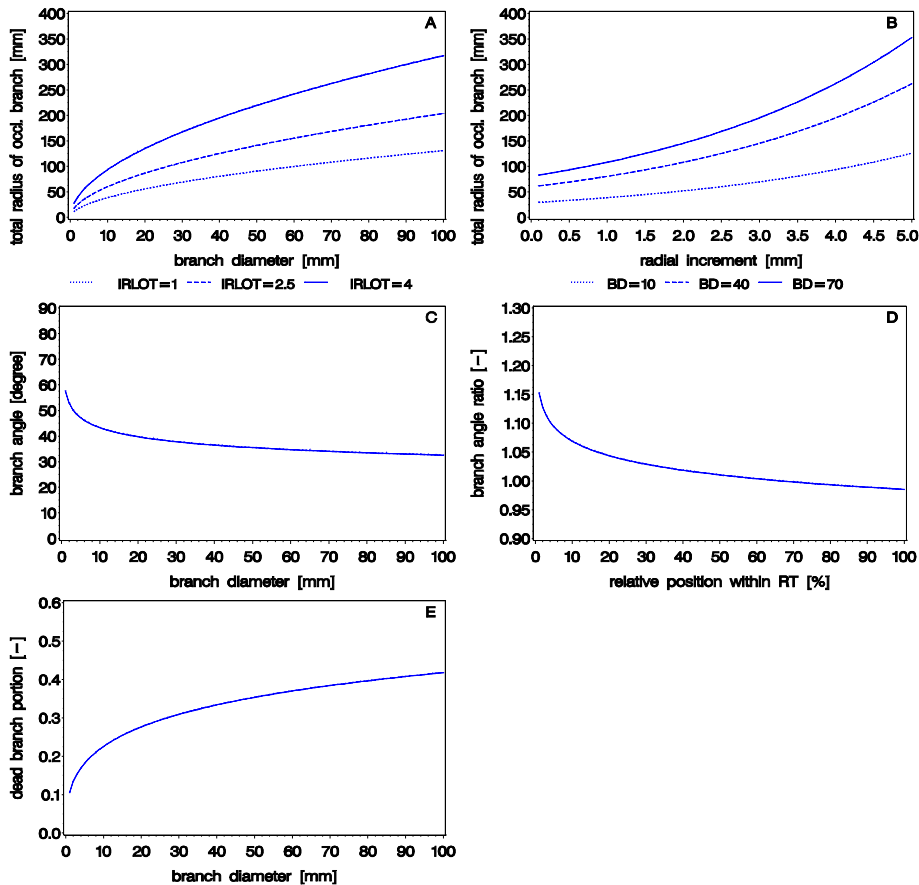 A
total radius of occl. branch [mm]
400
350
300
250
200
150
100
50
0
0 10 20 30 40 50 60 70 80 90 100
branch diameter [mm]
IRLOT=1 IRLOT=2.5 IRLOT=4
B
total radius of occl. branch [mm]
400
350
300
250
200
150
100
50
0
0.0 0.5 1.0 1.5 2.0 2.5 3.0 3.5 4.0 4.5 5.0
radial increment [mm]
BD=10 BD=40 BD=70
C
branch angle [degree]
90
80
70
60
50
40
30
20
10
0
0 10 20 30 40 50 60 70 80 90 100
branch diameter [mm]
D
branch angle ratio [-]
1.30
1.25
1.20
1.15
1.10
1.05
1.00
0.95
0.90
0 10 20 30 40 50 60 70 80 90 100
relative position within RT [%]
E
dead branch portion [-]
0.6
0.5
0.4
0.3
0.2
0.1
0.0
0 10 20 30 40 50 60 70 80 90 100
branch diameter [mm]